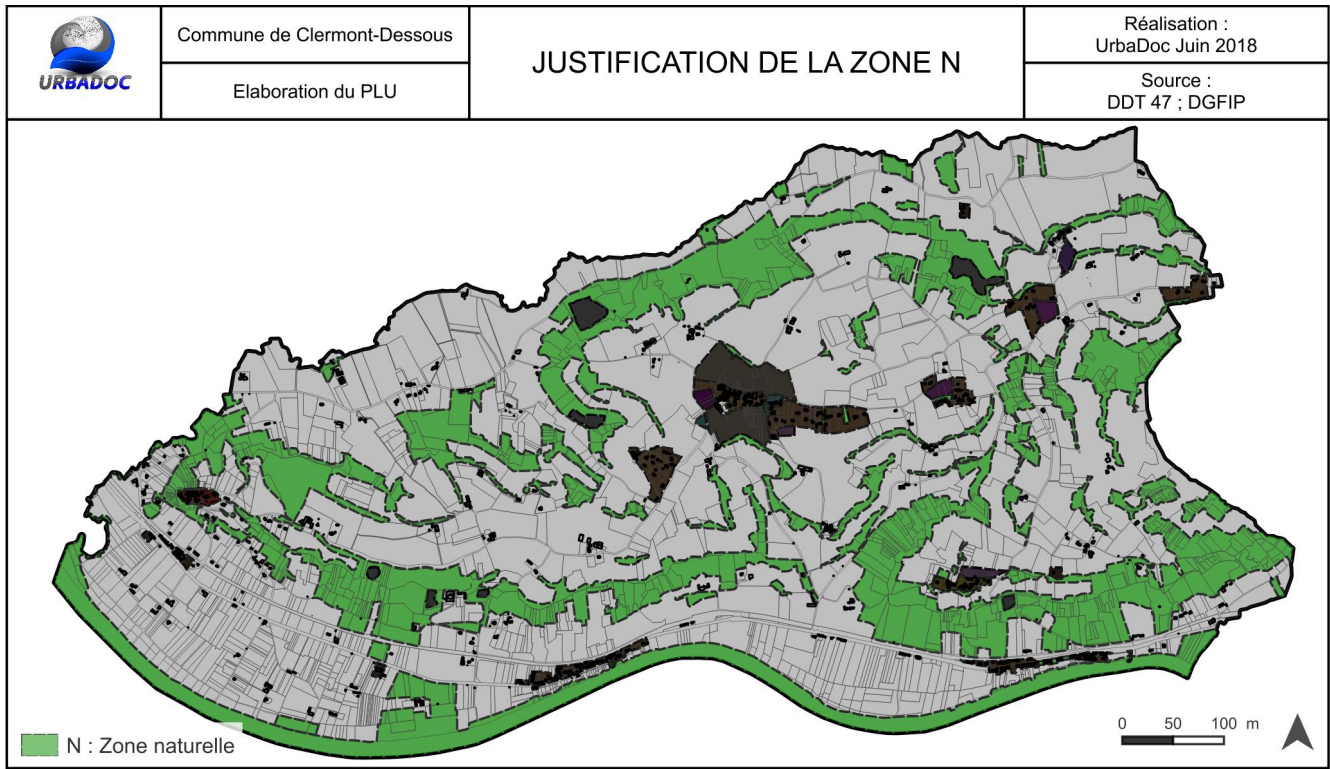 URBADOC
Commune de Clermont-Dessous
Elaboration du PLU
JUSTIFICATION DE LA ZONE N
Réalisation :
UrbaDoc Juin 2018
Source :
DDT 47 ; DGFIP
N : Zone naturelle
0 50 100 m